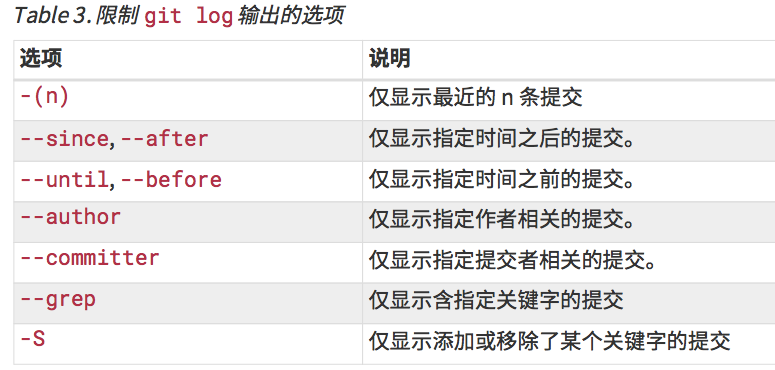 Table 3. 限制 git log 输出的选项
选项 说明
-(n) 仅显示最近的 n 条提交
--since, --after 仅显示指定时间之后的提交。
--until, --before 仅显示指定时间之前的提交。
--author 仅显示指定作者相关的提交。
--committer 仅显示指定提交者相关的提交。
--grep 仅显示含指定关键字的提交
-S 仅显示添加或移除了某个关键字的提交